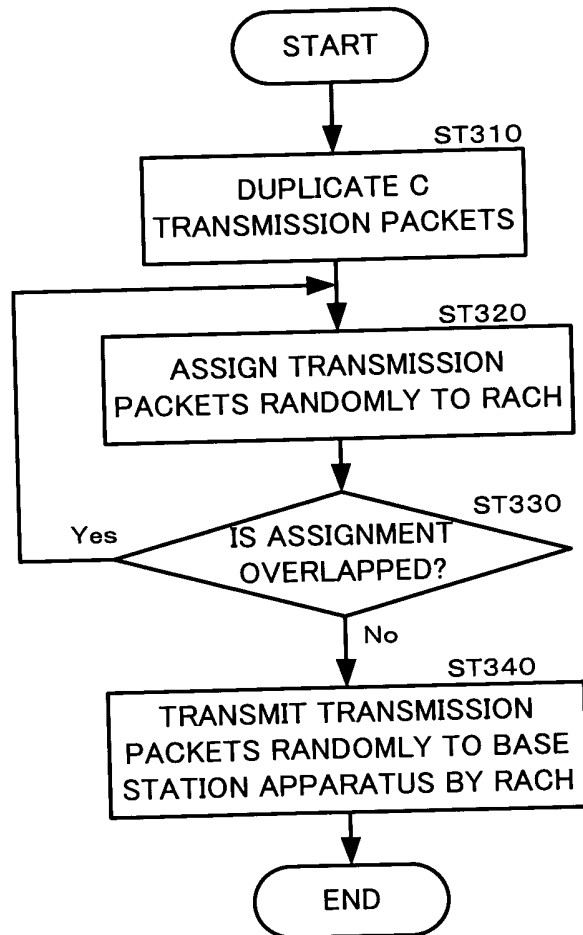 START
ST310
DUPLICATE C
TRANSMISSION PACKETS
ST320
ASSIGN TRANSMISSION
PACKETS RANDOMLY TO RACH
ST330
Yes
IS ASSIGNMENT
OVERLAPPED?
No
ST340
TRANSMIT TRANSMISSION
PACKETS RANDOMLY TO BASE
STATION APPARATUS BY RACH
END